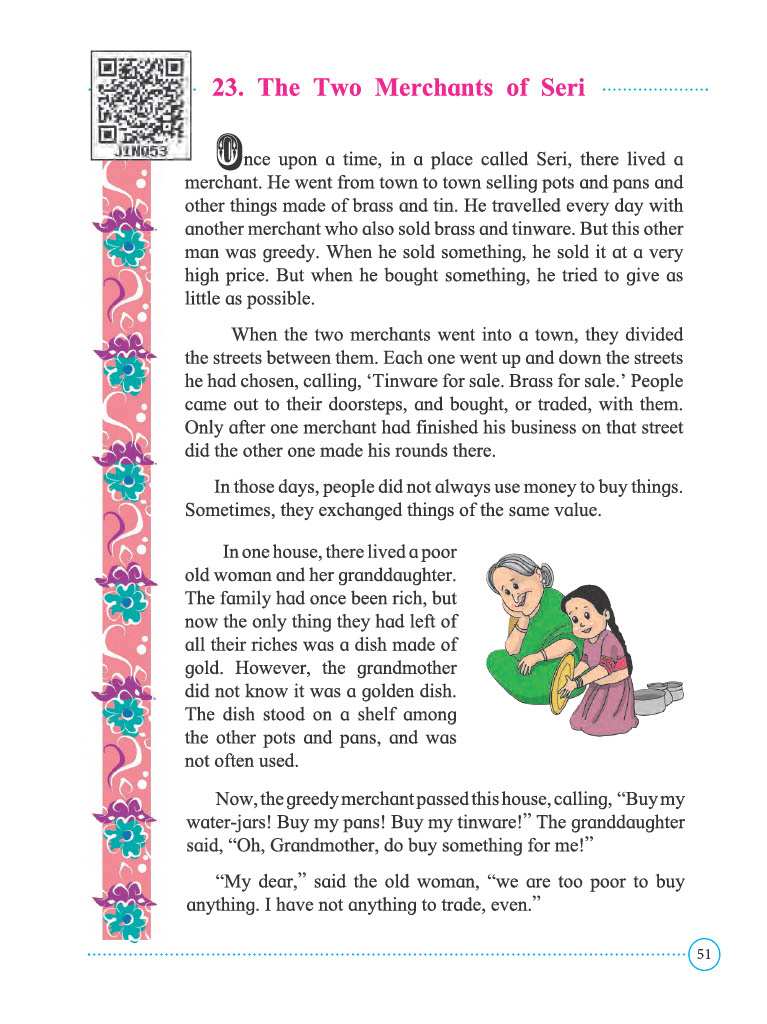 23. The Two Merchants of Seri
J1NQ53
Once upon a time, in a place called Seri, there lived a
merchant. He went from town to town selling pots and pans and
other things made of brass and tin. He travelled every day with
another merchant who also sold brass and tinware. But this other
man was greedy. When he sold something, he sold it at a very
high price. But when he bought something, he tried to give as
little as possible.
When the two merchants went into a town, they divided
the streets between them. Each one went up and down the streets
he had chosen, calling, ‘Tinware for sale. Brass for sale.’ People
came out to their doorsteps, and bought, or traded, with them.
Only after one merchant had finished his business on that street
did the other one made his rounds there.
In those days, people did not always use money to buy things.
Sometimes, they exchanged things of the same value.
In one house, there lived a poor
old woman and her granddaughter.
The family had once been rich, but
now the only thing they had left of
all their riches was a dish made of
gold. However, the grandmother
did not know it was a golden dish.
The dish stood on a shelf among
the other pots and pans, and was
not often used.
Now, the greedy merchant passed this house, calling, “Buy my
water-jars! Buy my pans! Buy my tinware!” The granddaughter
said, “Oh, Grandmother, do buy something for me!”
“My dear,” said the old woman, “we are too poor to buy
anything. I have not anything to trade, even.”
51